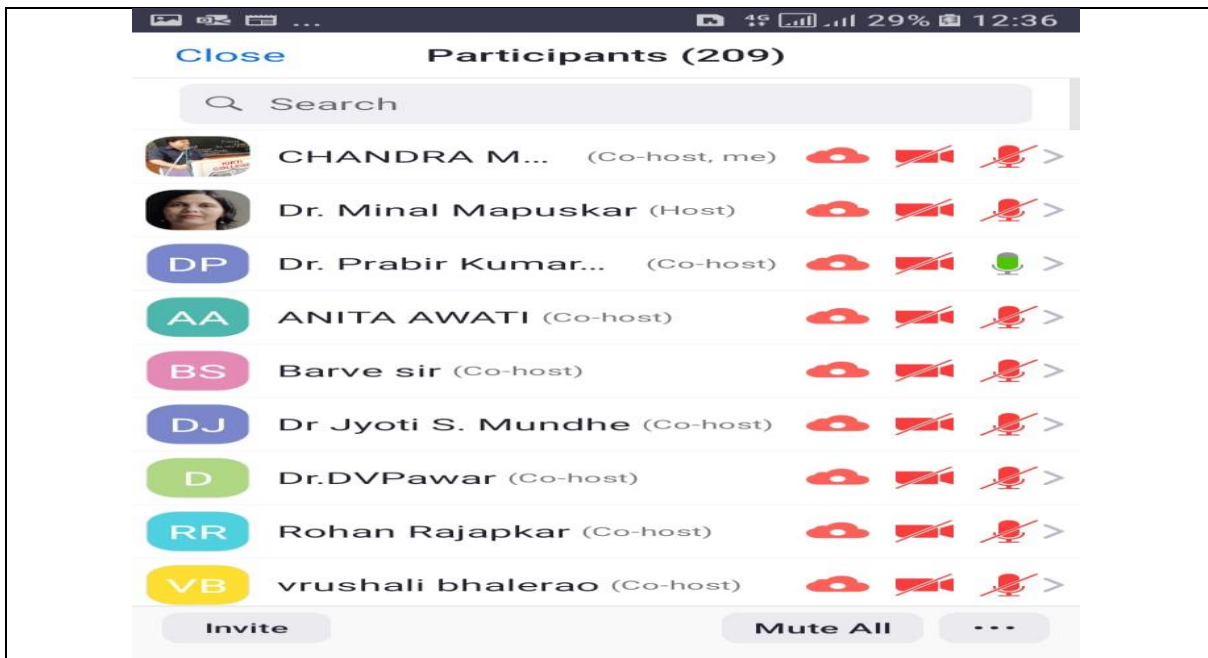 ... 4G 29% 12:36
Close Participants (209)
Search
CHANDRA M... (Co-host, me)
Dr. Minal Mapuskar (Host)
DP Dr. Prabir Kumar... (Co-host)
AA ANITA AWATI (Co-host)
BS Barve sir (Co-host)
DJ Dr Jyoti S. Mundhe (Co-host)
D Dr.DVPawar (Co-host)
RR Rohan Rajapkar (Co-host)
VB vrushali bhalerao (Co-host)
Invite Mute All ...